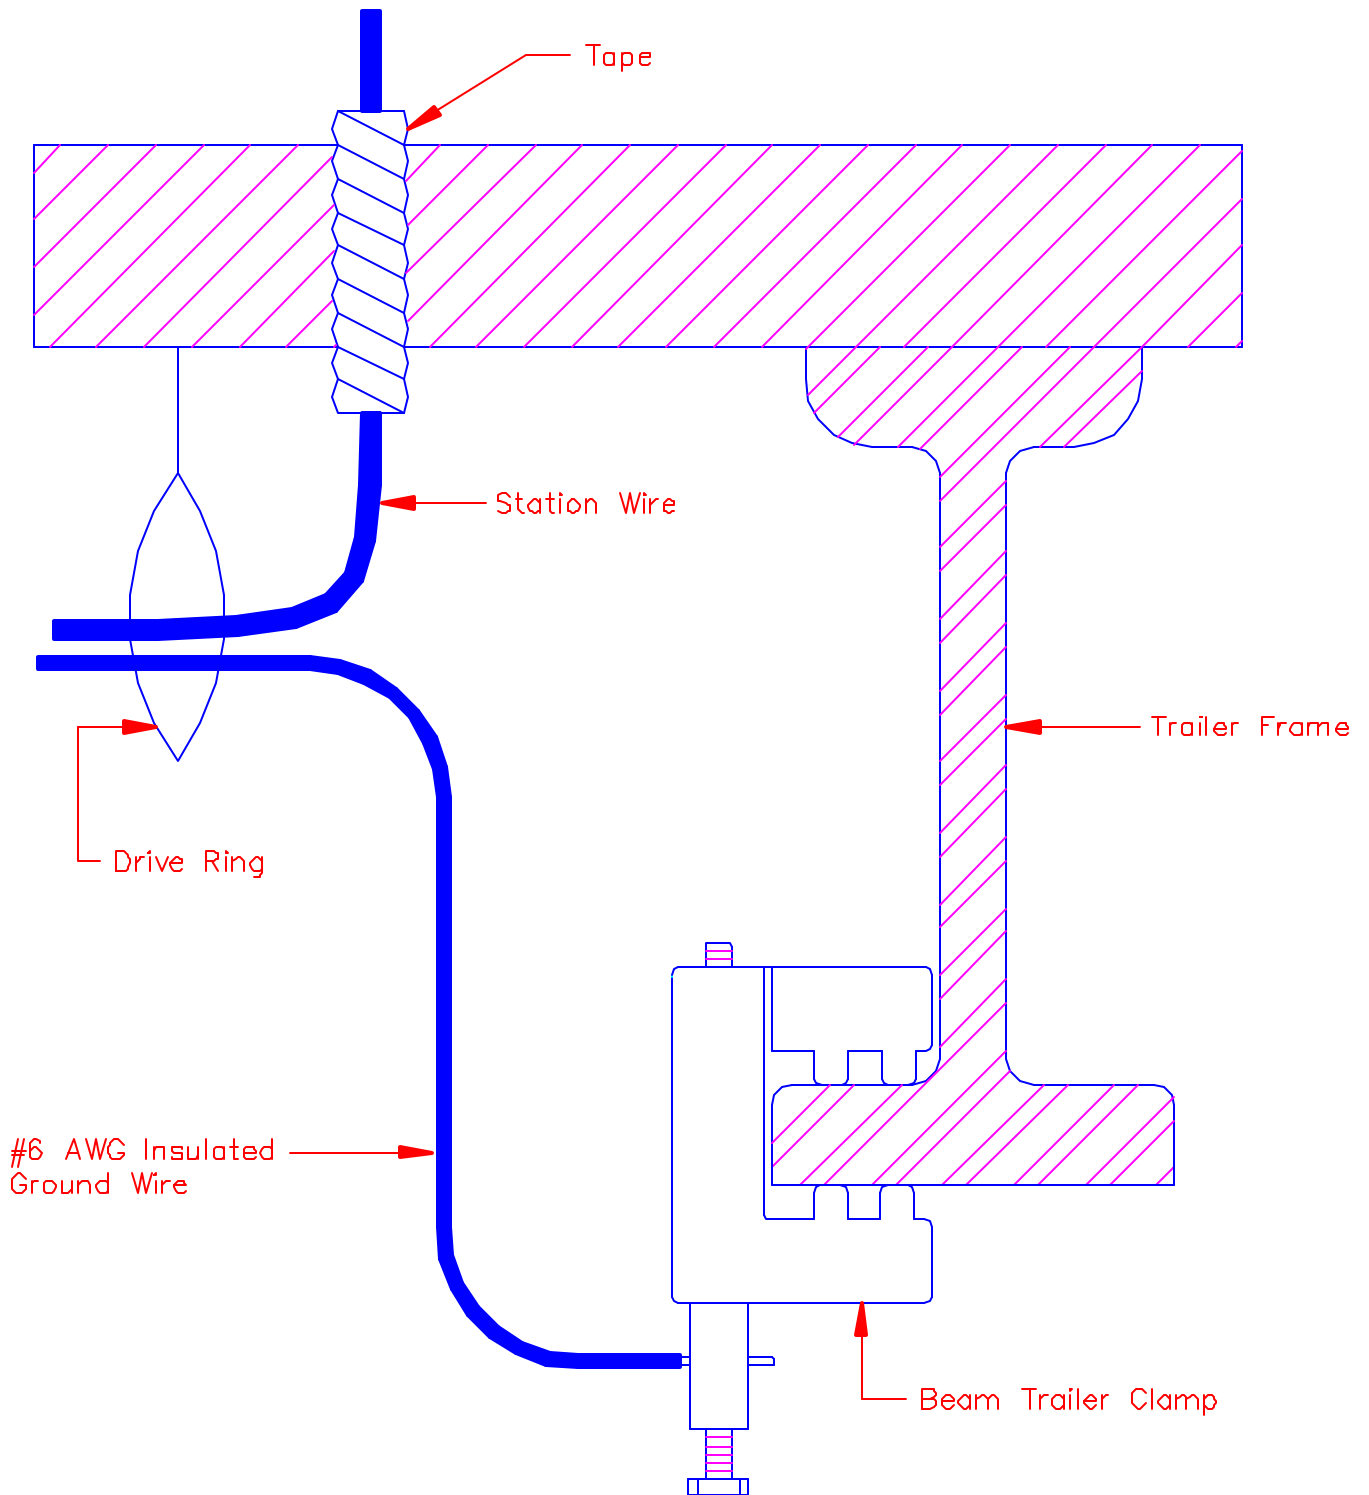 Tape
Station Wire
Trailer Frame
Drive Ring
#6 AWG Insulated
Ground Wire
Beam Trailer Clamp